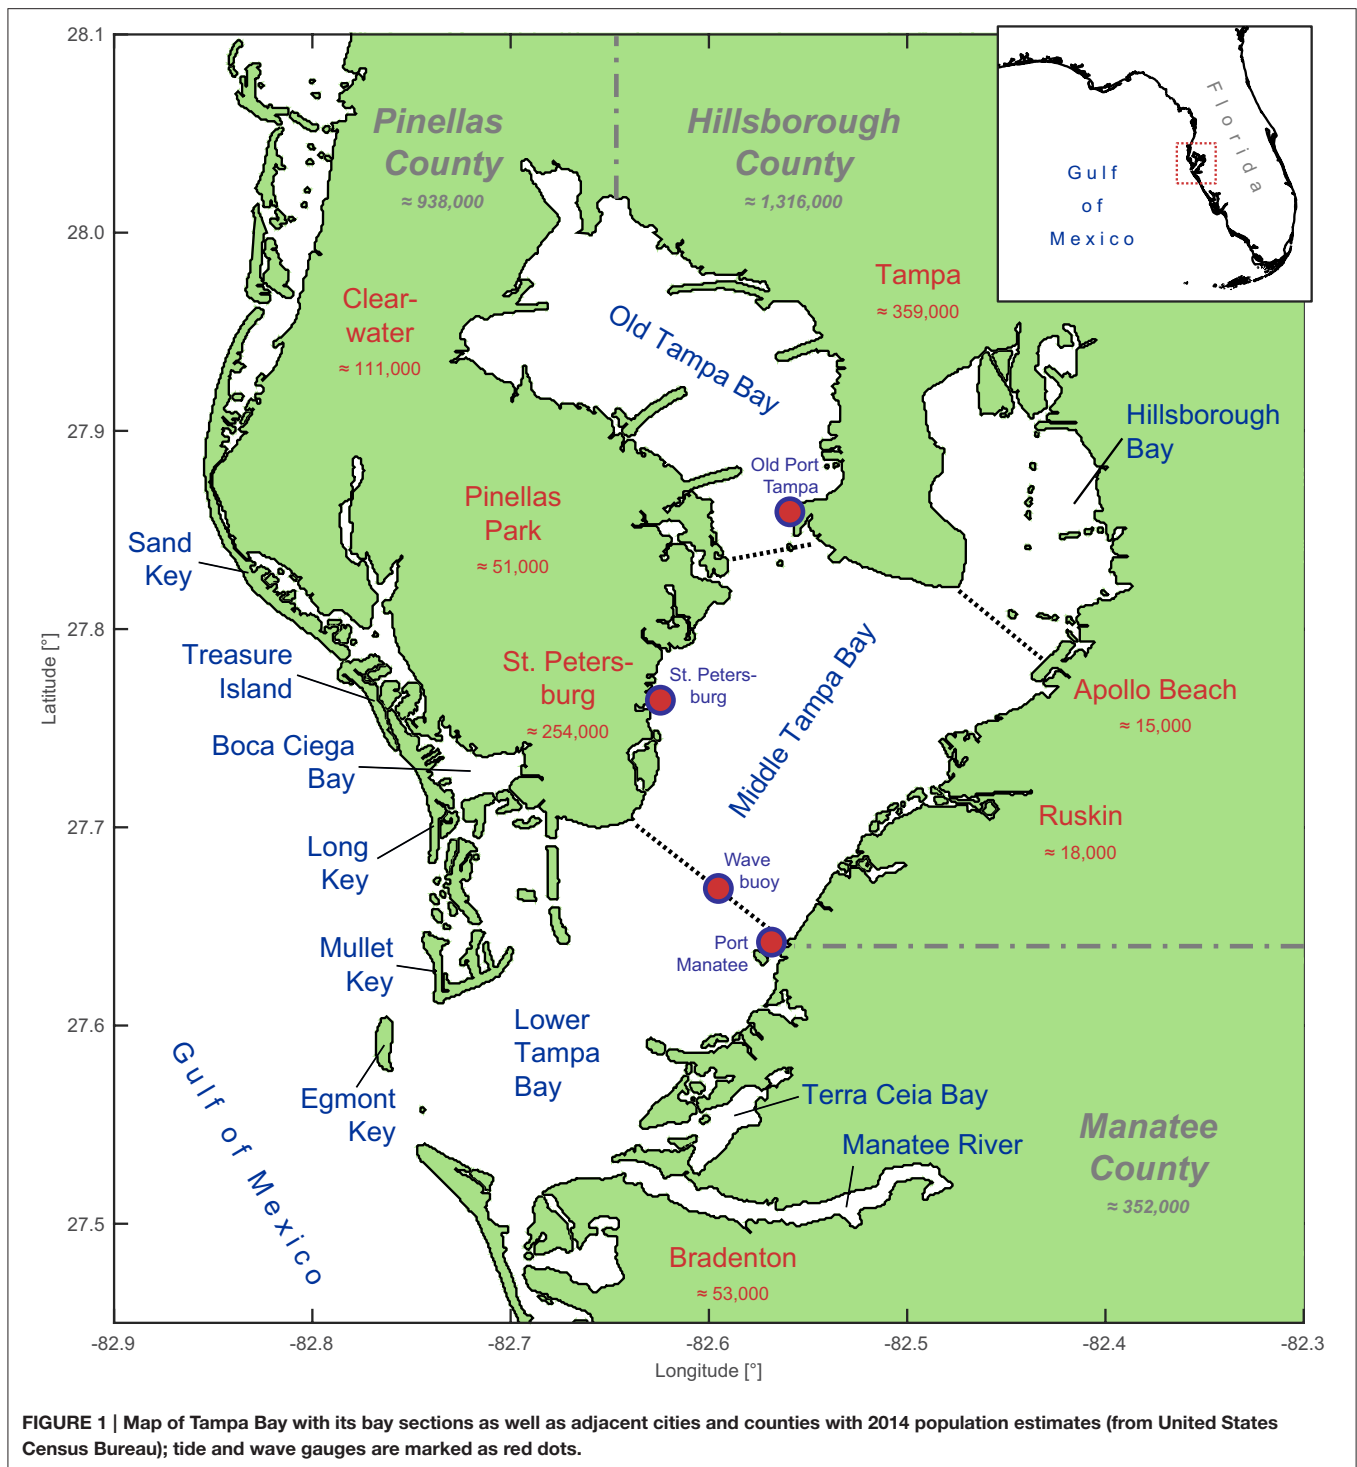 28.1
28.0
27.9
27.8
27.7
27.6
27.5
Latitude [°]
-82.9
-82.8
-82.7
-82.6
-82.5
-82.4
-82.3
Longitude [°]
Pinellas
County
≈ 938,000
Hillsborough
County
≈ 1,316,000
Florida
Gulf
of
Mexico
Tampa
≈ 359,000
Clear-
water
≈ 111,000
Old Tampa Bay
Hillsborough
Bay
Old Port
Tampa
Pinellas
Park
≈ 51,000
Sand
Key
Treasure
Island
St. Peters-
burg
≈ 254,000
St. Peters-
burg
Middle Tampa Bay
Apollo Beach
≈ 15,000
Boca Ciega
Bay
Ruskin
≈ 18,000
Long
Key
Wave
buoy
Mullet
Key
Port
Manatee
Lower
Tampa
Bay
Gulf of Mexico
Egmont
Key
Terra Ceia Bay
Manatee River
Manatee
County
≈ 352,000
Bradenton
≈ 53,000
FIGURE 1 | Map of Tampa Bay with its bay sections as well as adjacent cities and counties with 2014 population estimates (from United States
Census Bureau); tide and wave gauges are marked as red dots.